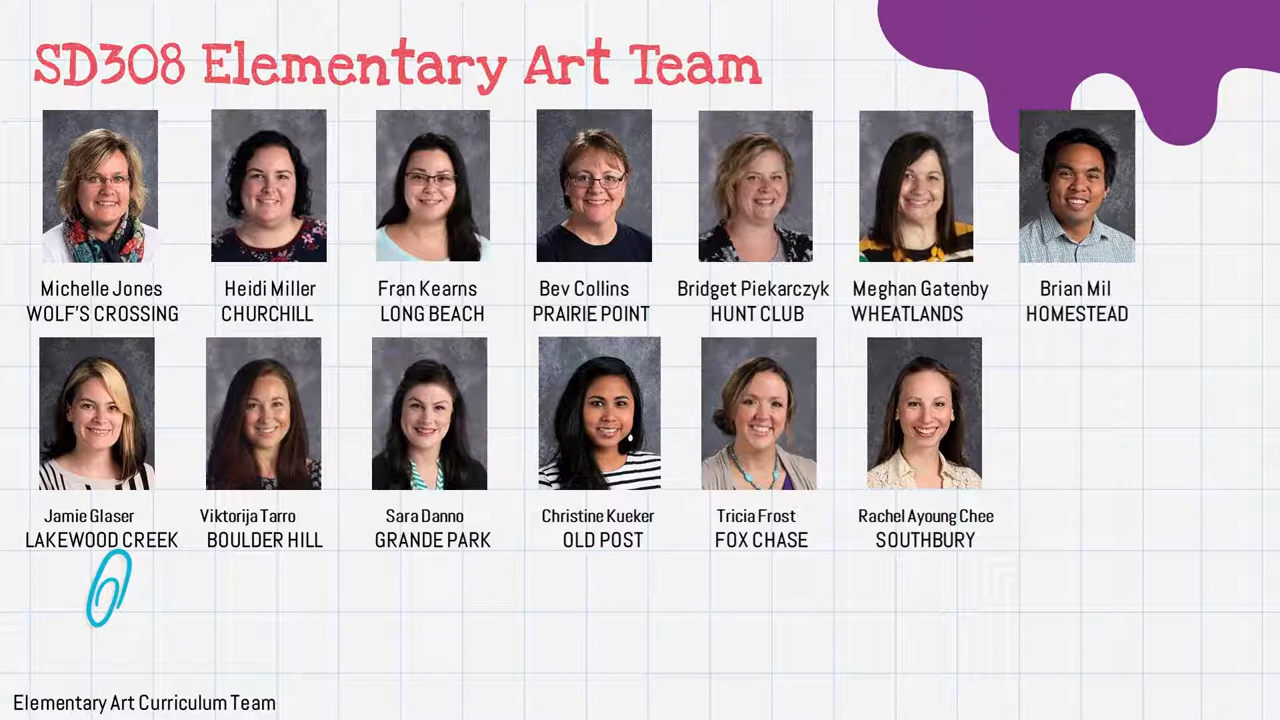 SD308 Elementary Art Team
Michelle Jones
WOLF'S CROSSING
Heidi Miller
CHURCHILL
Fran Kearns
LONG BEACH
Bev Collins
PRAIRIE POINT
Bridget Piekarczyk
HUNT CLUB
Meghan Gatenby
WHEATLANDS
Brian Mil
HOMESTEAD
Jamie Glaser
LAKEWOOD CREEK
Viktorija Tarro
BOULDER HILL
Sara Danno
GRANDE PARK
Christine Kueker
OLD POST
Tricia Frost
FOX CHASE
Rachel Ayoung Chee
SOUTHBURY
Elementary Art Curriculum Team